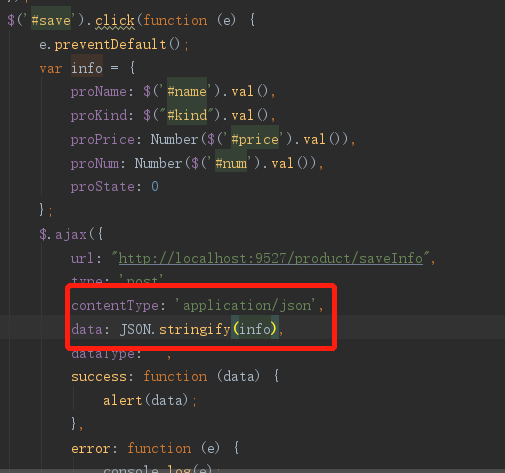 $('#save').click(function (e) {
e.preventDefault();
var info = {
proName: $('#name').val(),
proKind: $("#kind").val(),
proPrice: Number($('#price').val()),
proNum: Number($('#num').val()),
proState: 0
};
$.ajax({
url: "http://localhost:9527/product/saveInfo",
type: 'post'
contentType: 'application/json',
data: JSON.stringify(info),
dataType: ,
success: function (data) {
alert(data);
},
error: function (e) {
console.log(e);